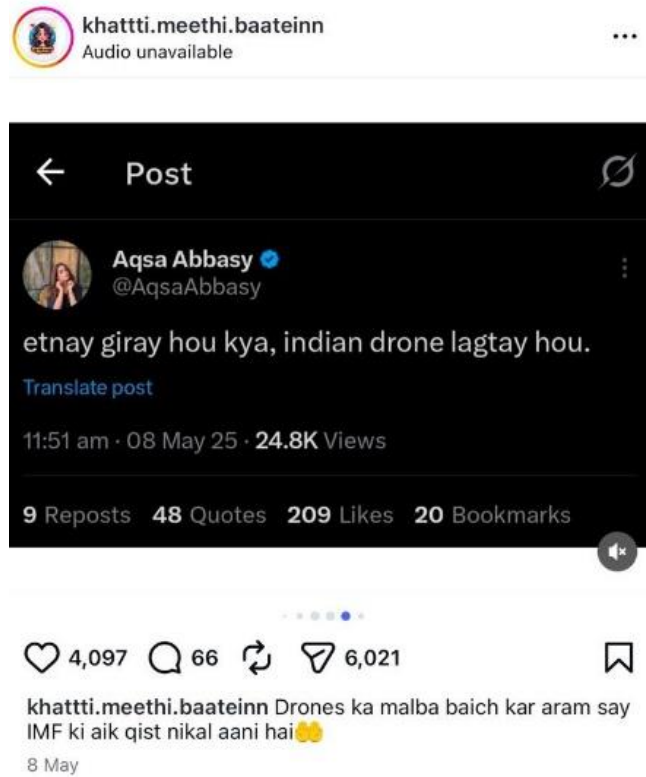 khattti.meethi.baateinn
Audio unavailable
Post
Aqsa Abbasy
@AqsaAbbasy
etnay giray hou kya, indian drone lagtay hou.
Translate post
11:51 am · 08 May 25 · 24.8K Views
9 Reposts 48 Quotes 209 Likes 20 Bookmarks
4,097 66 6,021
khattti.meethi.baateinn Drones ka malba baich kar aram say
IMF ki aik qist nikal aani hai🤲
8 May